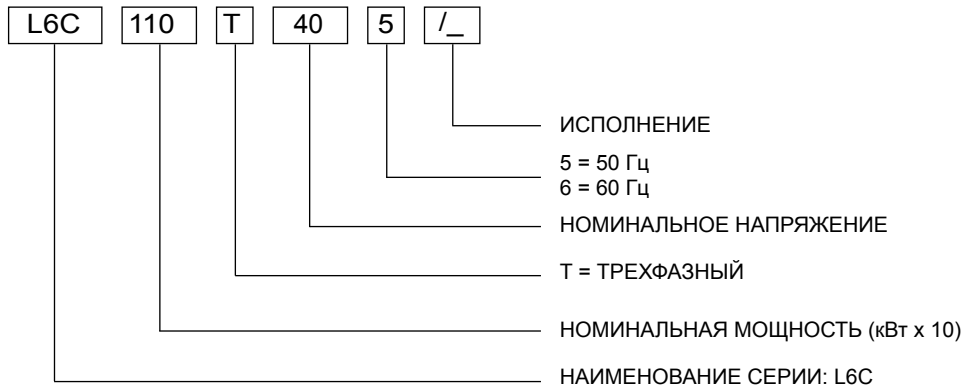 L6C 110 T 40 5 /_
ИСПОЛНЕНИЕ
5 = 50 Гц
6 = 60 Гц
НОМИНАЛЬНОЕ НАПРЯЖЕНИЕ
Т = ТРЕХФАЗНЫЙ
НОМИНАЛЬНАЯ МОЩНОСТЬ (кВт x 10)
НАИМЕНОВАНИЕ СЕРИИ: L6C